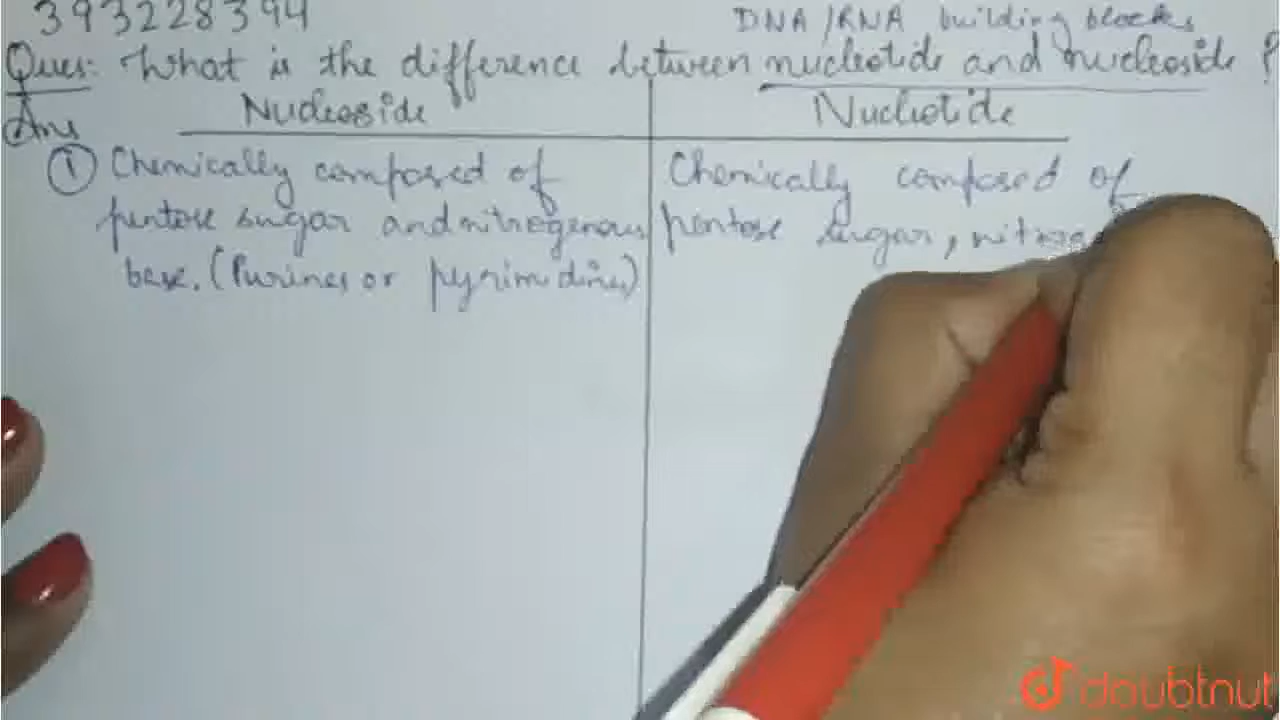 393228394
DNA/RNA building blocks
Ques: What is the difference between nucleotide and nucleoside ?
Ans
Nucleoside
Nucleotide
① Chemically composed of
pentose sugar and nitrogenous
base. (Purines or pyrimidines)
Chemically composed of
pentose sugar,
doubtnut